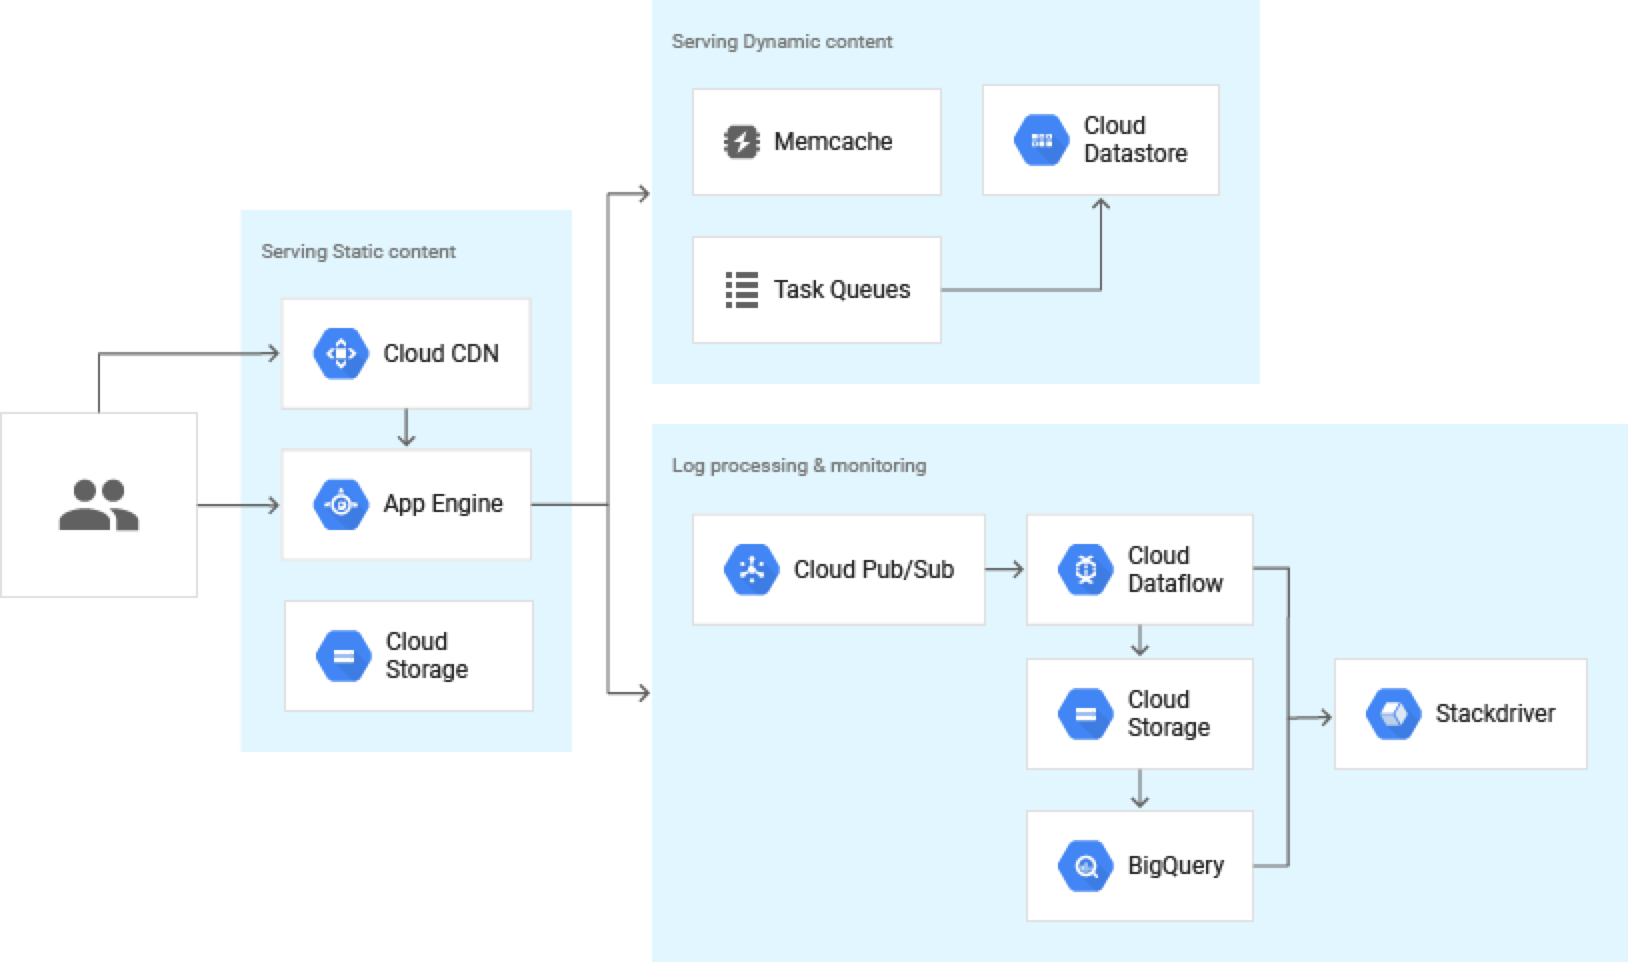 Serving Dynamic content
Memcache
Cloud
Datastore
Task Queues
Serving Static content
Cloud CDN
App Engine
Cloud
Storage
Log processing & monitoring
Cloud Pub/Sub
Cloud
Dataflow
Cloud
Storage
Stackdriver
BigQuery